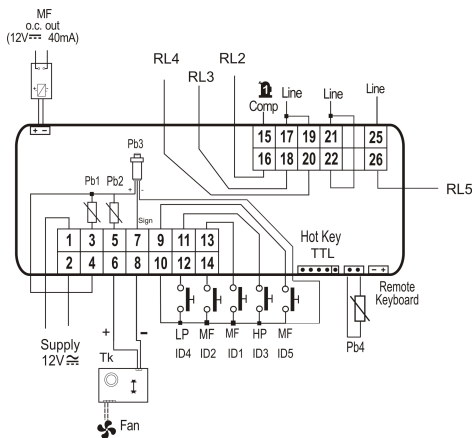 MF
o.c. out
(12V⎓ 40mA)
RL4
RL3
RL2
1
Comp
Line
Line
Line
15 17 19 21 25
16 18 20 22 26
RL5
+ -
Pb3
Pb1 Pb2
+ -
Sign
1 3 5 7 9 11 13
2 4 6 8 10 12 14
Hot Key
TTL
- +
Remote
Keyboard
Pb4
LP MF MF HP MF
ID4 ID2 ID1 ID3 ID5
Supply
12V
+ -
Tk
Fan